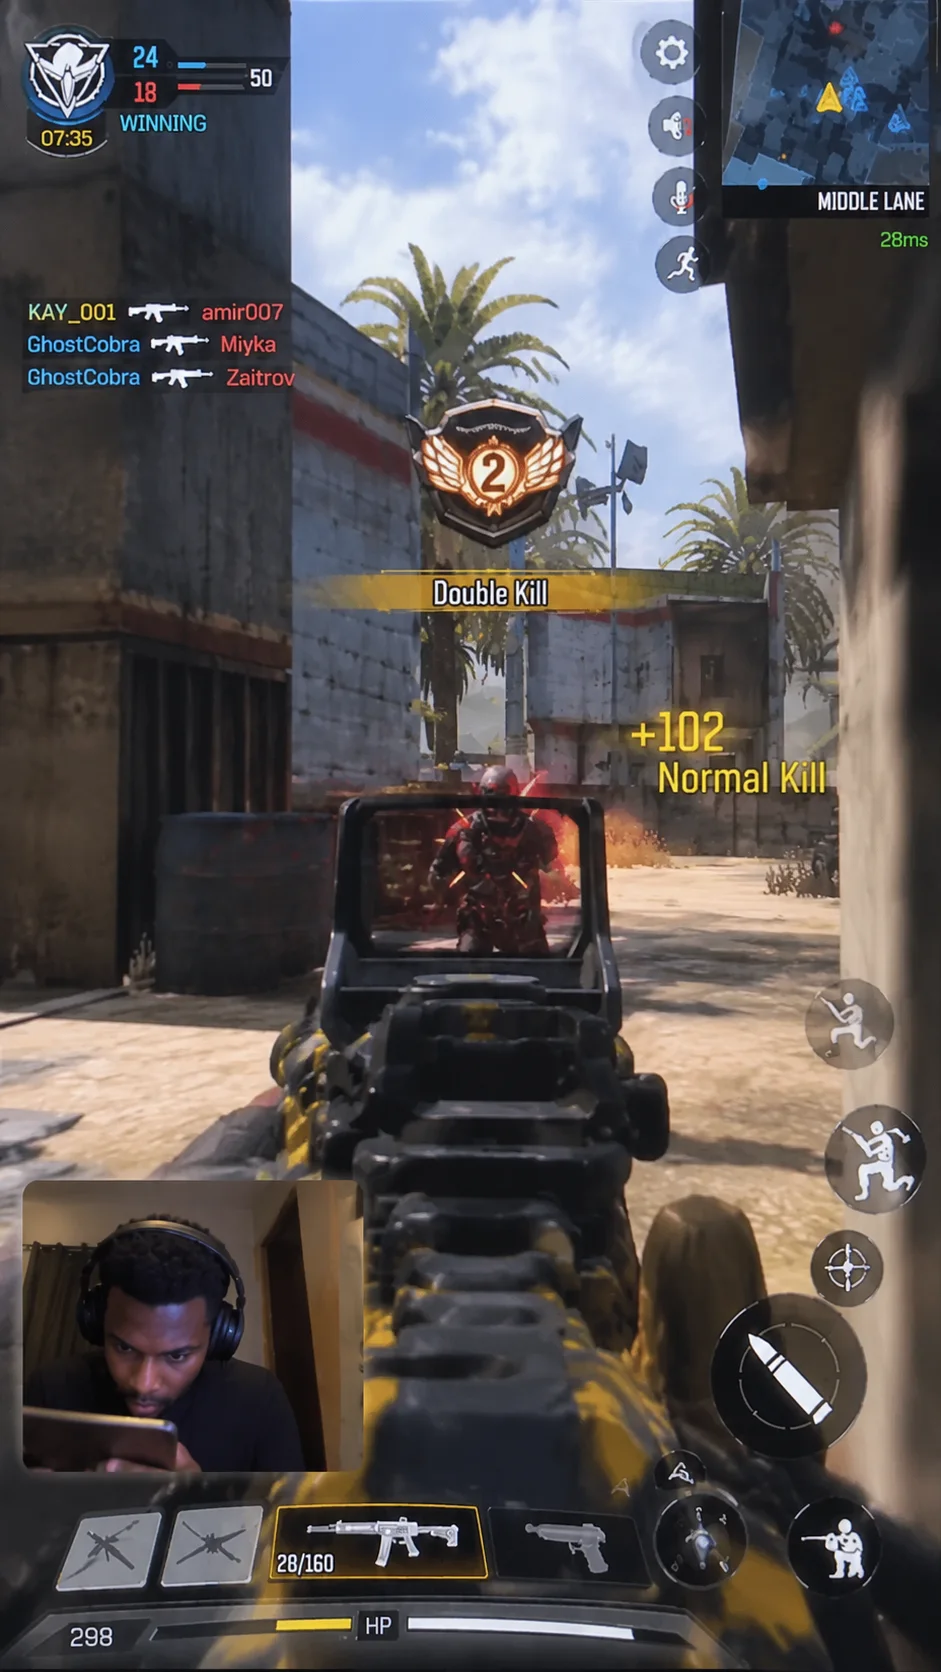 24
18
50
WINNING
07:35
MIDDLE LANE
28ms
KAY_001 amir007
GhostCobra Miyka
GhostCobra Zaitrov
2
Double Kill
+102
Normal Kill
28/160
298
HP